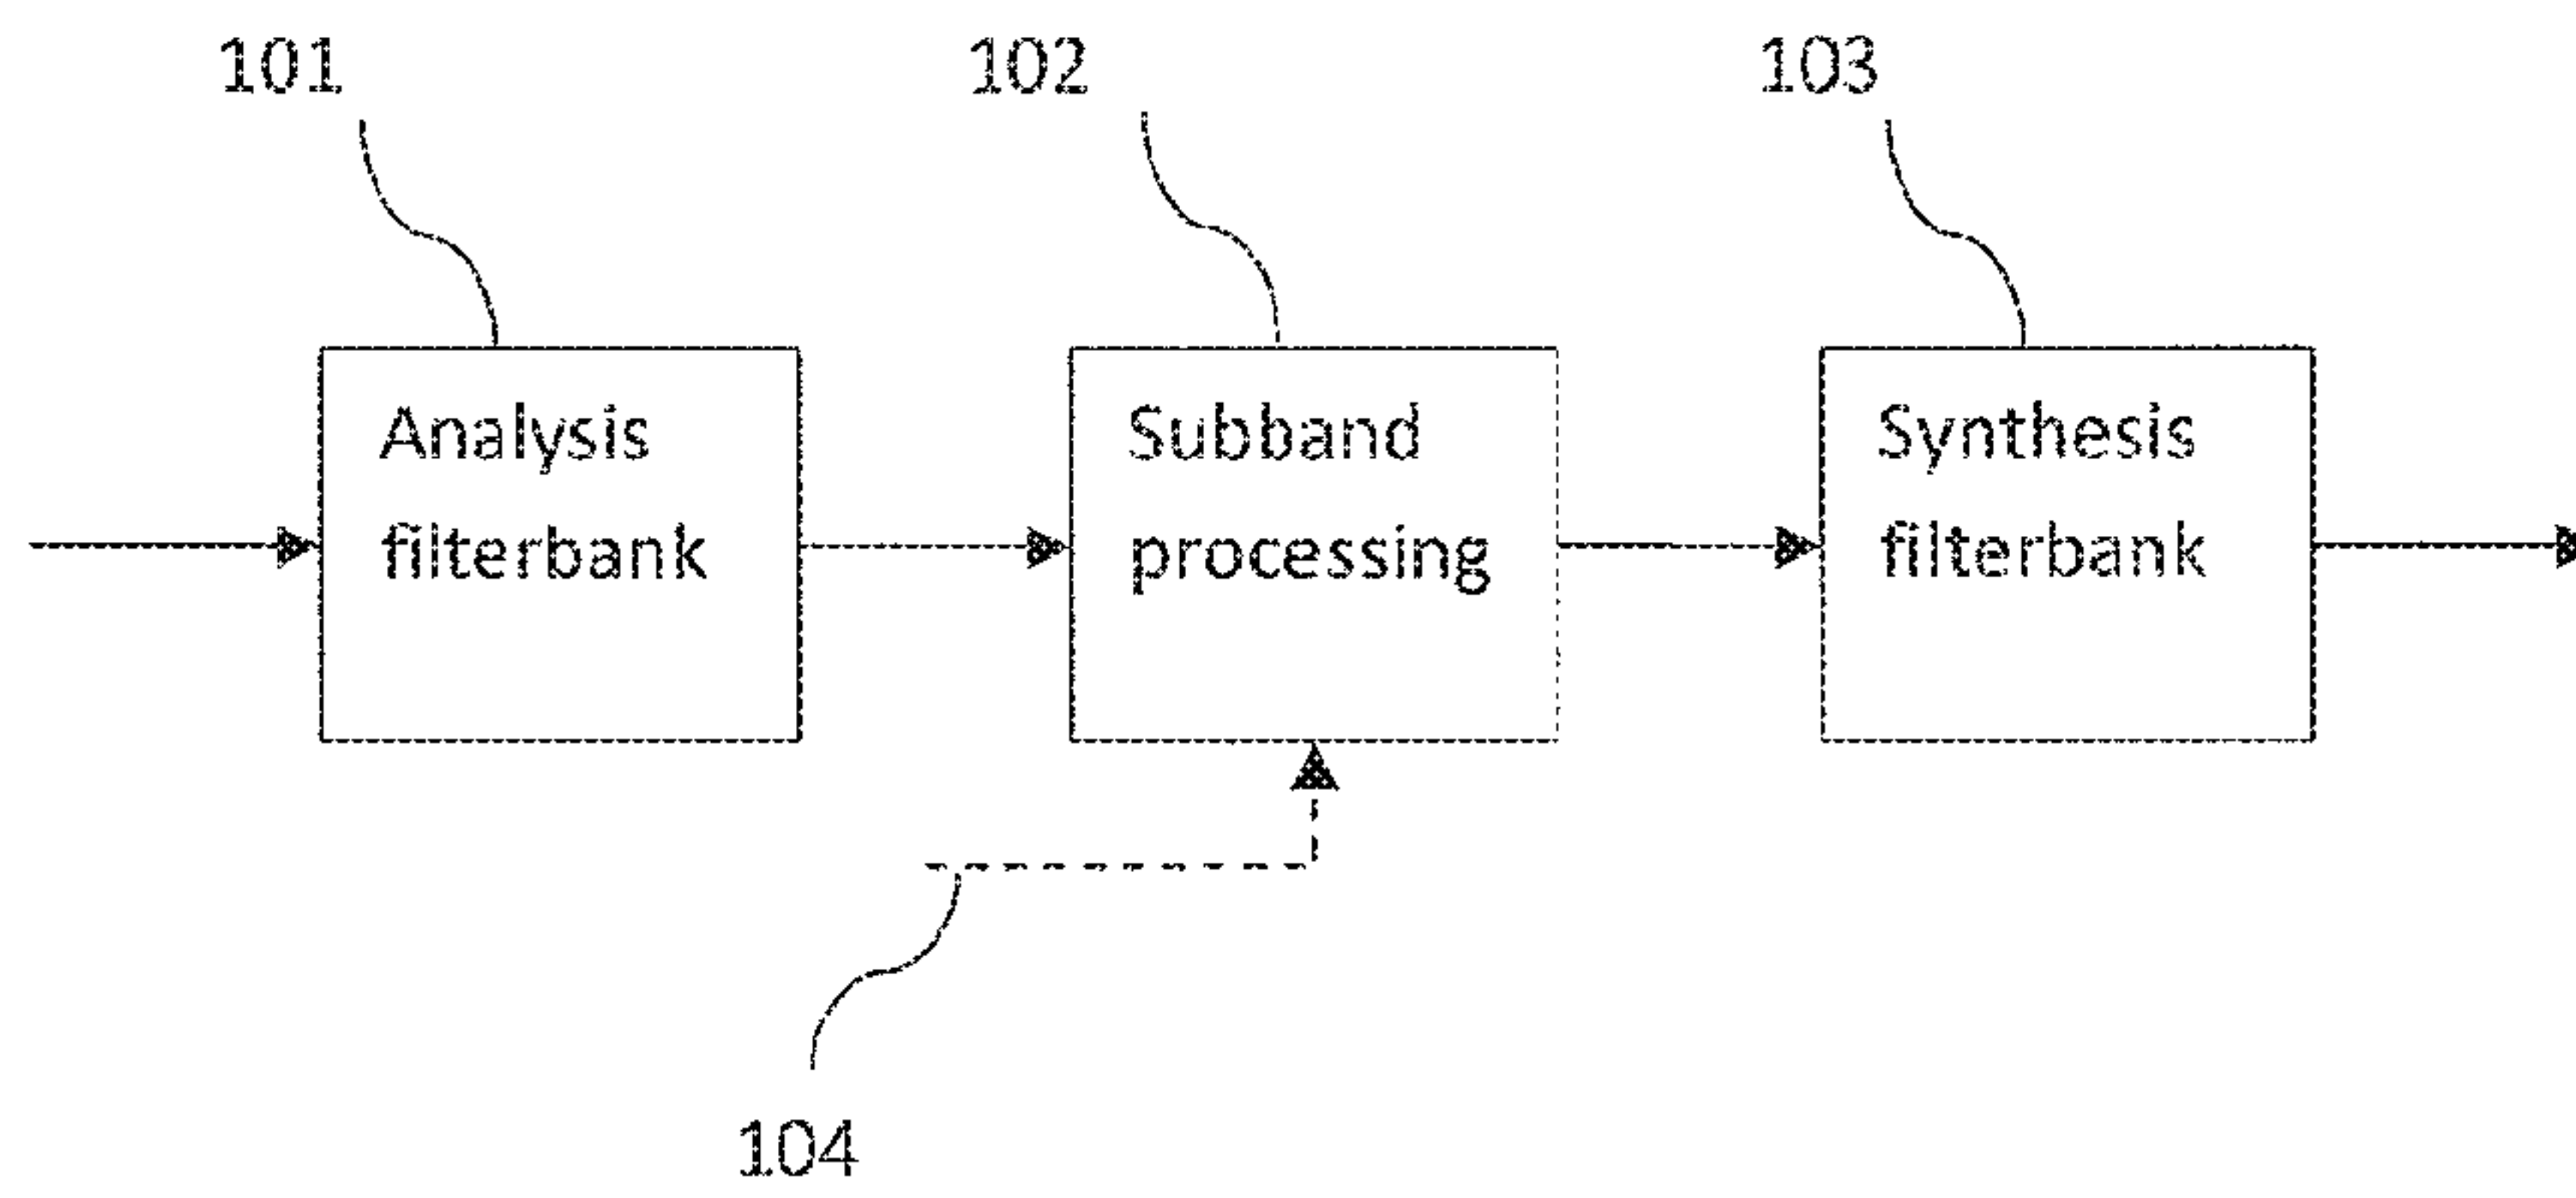 101
102
103
Analysis
filterbank
Subband
processing
Synthesis
filterbank
104